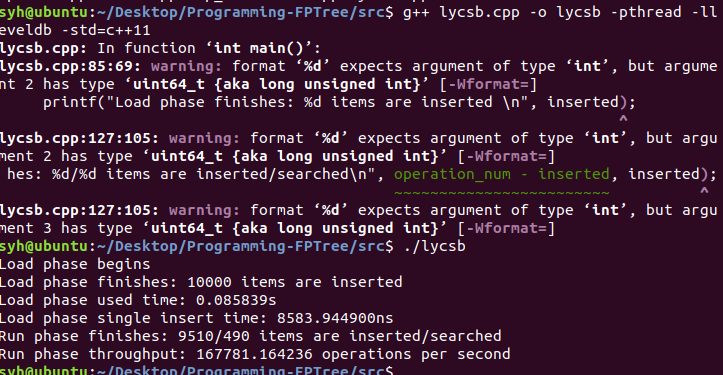 syh@ubuntu:~/Desktop/Programming-FPTree/src$ g++ lycsb.cpp -o lycsb -pthread -ll
eveldb -std=c++11
lycsb.cpp: In function ‘int main()’:
lycsb.cpp:85:69: warning: format ‘%d’ expects argument of type ‘int’, but argume
nt 2 has type ‘uint64_t {aka long unsigned int}’ [-Wformat=]
printf("Load phase finishes: %d items are inserted \n", inserted);
^
lycsb.cpp:127:105: warning: format ‘%d’ expects argument of type ‘int’, but argu
ment 2 has type ‘uint64_t {aka long unsigned int}’ [-Wformat=]
hes: %d/%d items are inserted/searched\n", operation_num - inserted, inserted);
~~~~~~~~~~~~~~~~~~~~~~~~ ^
lycsb.cpp:127:105: warning: format ‘%d’ expects argument of type ‘int’, but argu
ment 3 has type ‘uint64_t {aka long unsigned int}’ [-Wformat=]
syh@ubuntu:~/Desktop/Programming-FPTree/src$ ./lycsb
Load phase begins
Load phase finishes: 10000 items are inserted
Load phase used time: 0.085839s
Load phase single insert time: 8583.944900ns
Run phase finishes: 9510/490 items are inserted/searched
Run phase throughput: 167781.164236 operations per second
syh@ubuntu:~/Desktop/Programming-FPTree/src$